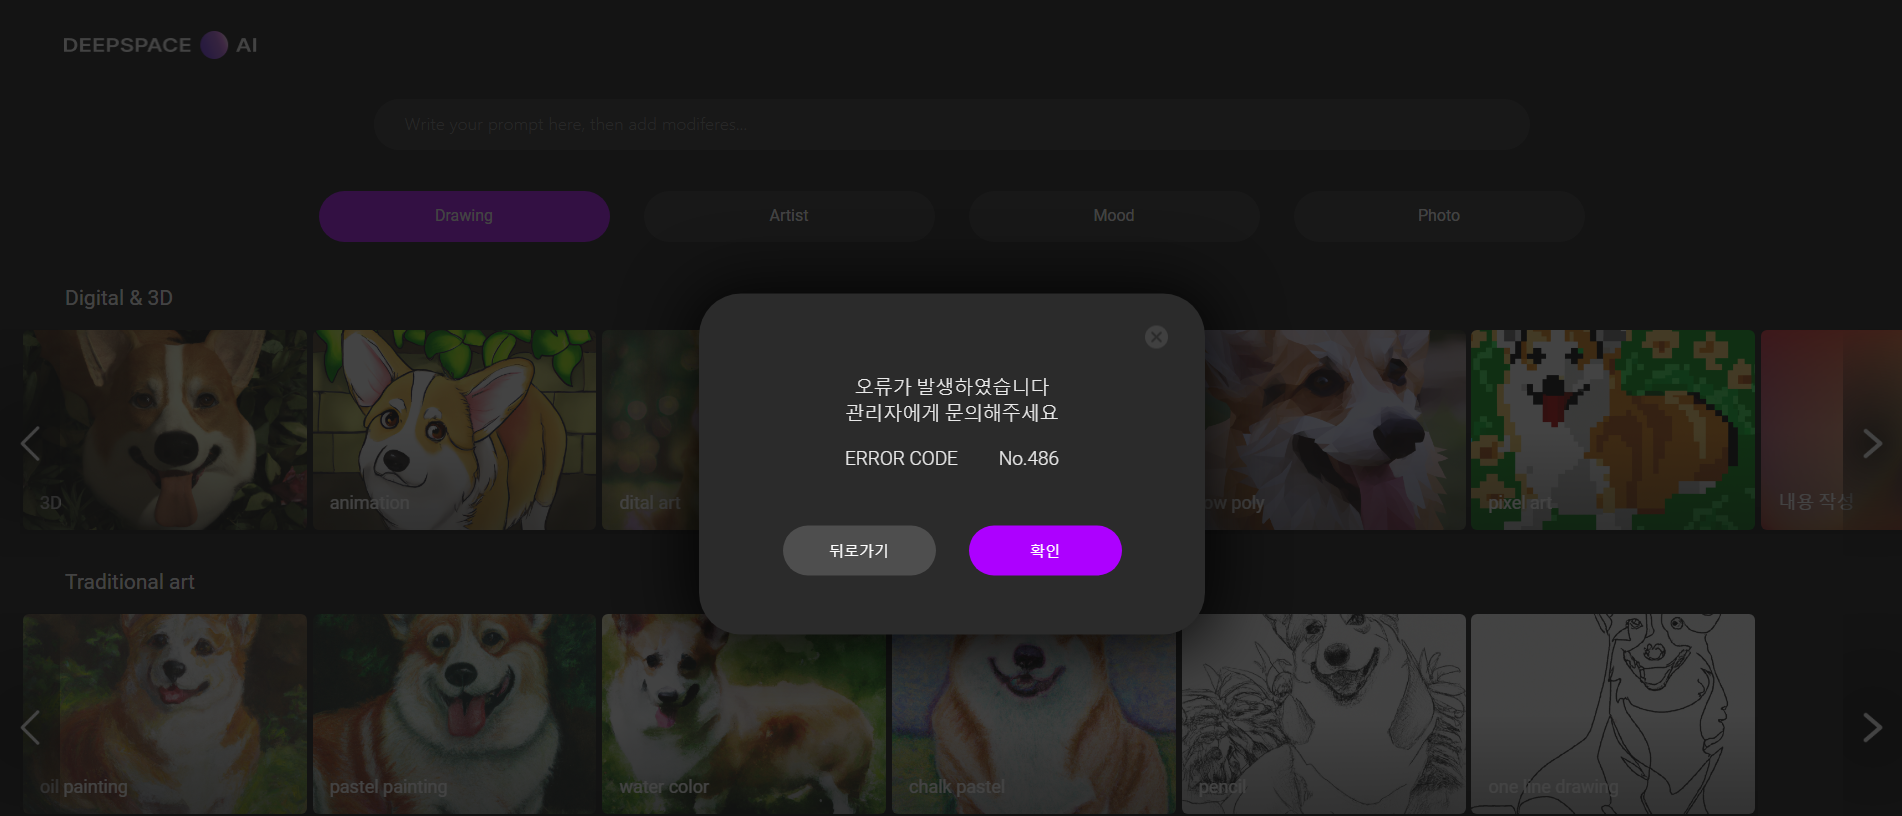 DEEPSPACE AI
Write your prompt here, then add modiferes...
Drawing
Artist
Mood
Photo
Digital & 3D
3D
animation
dital art
ow poly
pixel art
내용 작성
오류가 발생하였습니다
관리자에게 문의해주세요
ERROR CODE No.486
뒤로가기
확인
Traditional art
oil painting
pastel painting
water color
chalk pastel
pencil
one line drawing